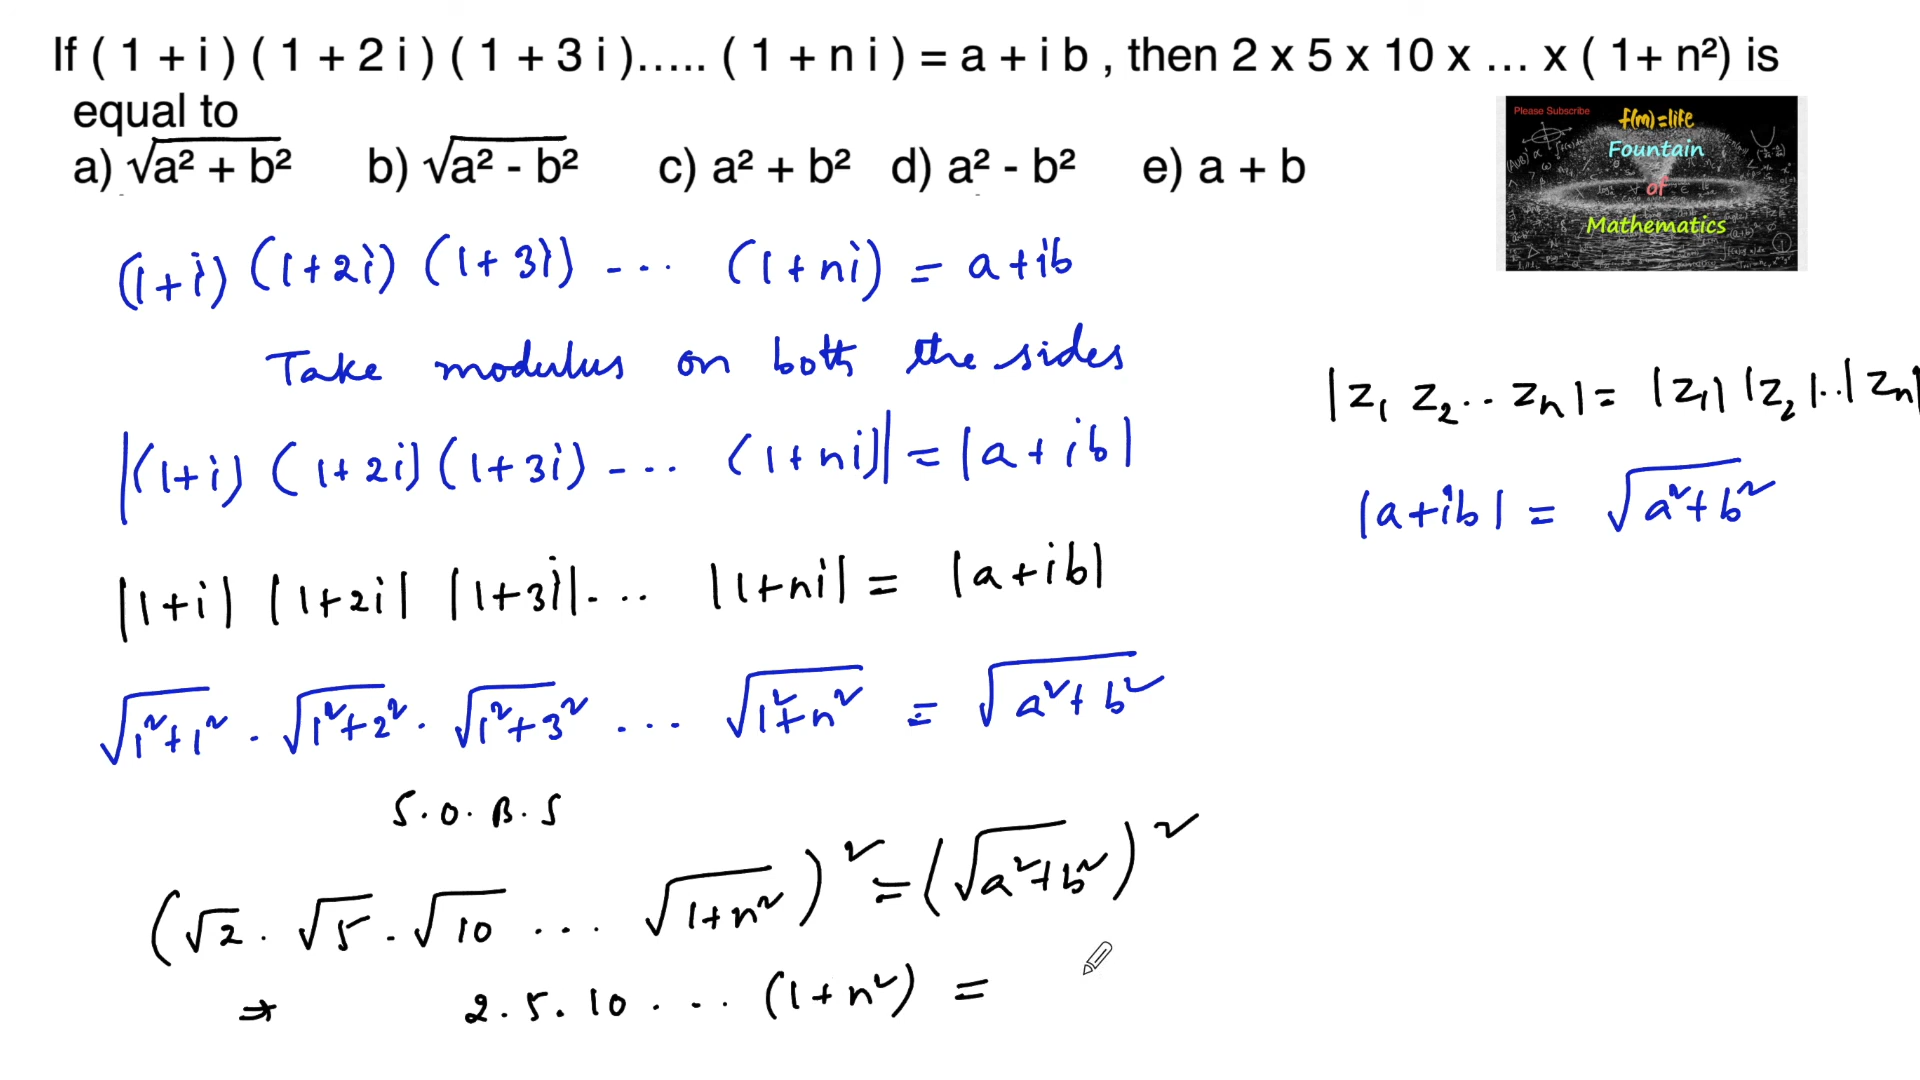 If ( 1 + i ) ( 1 + 2 i ) ( 1 + 3 i )..... ( 1 + n i ) = a + i b , then 2 x 5 x 10 x ... x ( 1+ n²) is
equal to
a) √a² + b² b) √a² - b² c) a² + b² d) a² - b² e) a + b
Please Subscribe
f(m)=life
Fountain
of
Mathematics
(1+i) (1+2i) (1+3i) --.. (1+ni) = a+ib
Take modulus on both the sides
|z₁ z₂..zₙ| = |z₁| |z₂|..|zₙ|
|(1+i) (1+2i) (1+3i) --.. (1+ni)| = |a+ib|
|a+ib| = √a²+b²
|1+i| |1+2i| |1+3i|-.. |1+ni| = |a+ib|
√1²+1² . √1²+2² . √1²+3² ... √1²+n² = √a²+b²
S.O.B.S
(√2 . √5 . √10 ... √1+n²)² = (√a²+b²)²
⇒ 2.5.10 .... (1+n²) =